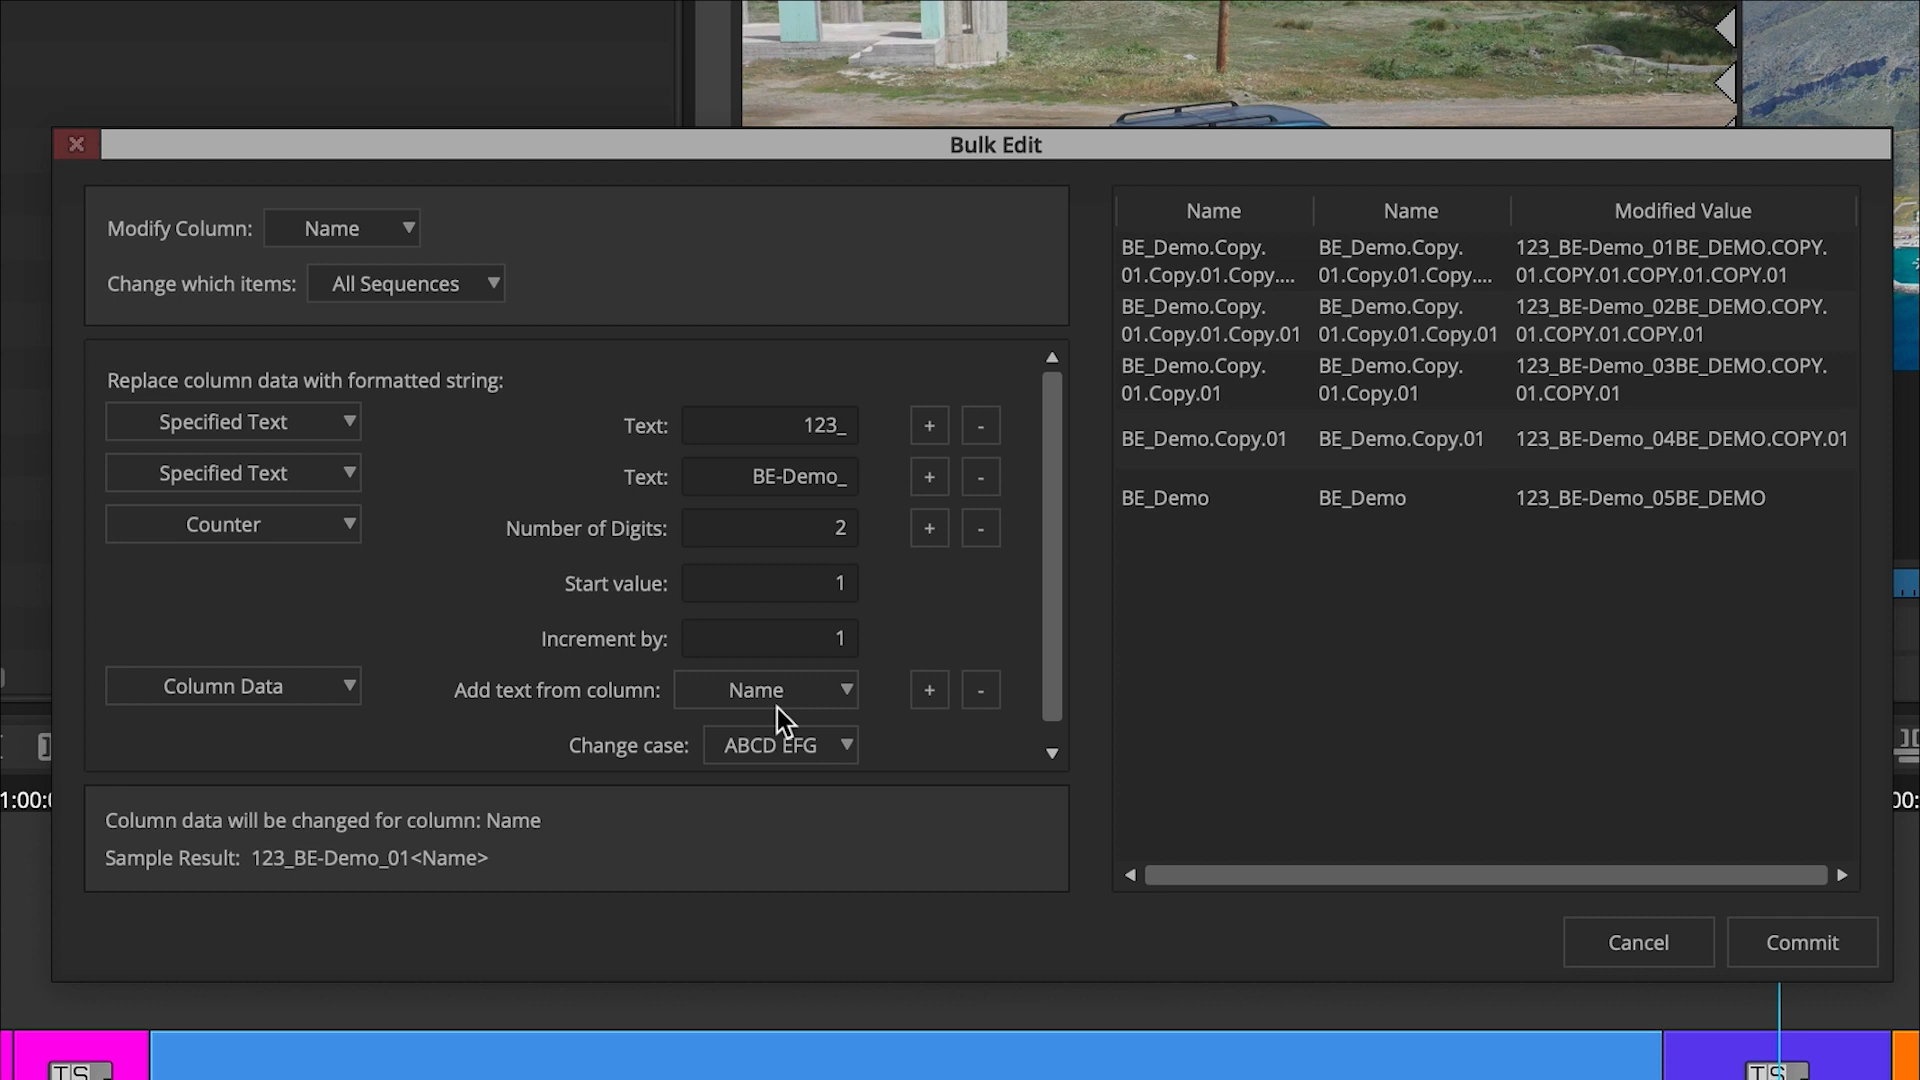 Bulk Edit
Modify Column: Name
Change which items: All Sequences
Replace column data with formatted string:
Specified Text Text: 123_ + -
Specified Text Text: BE-Demo_ + -
Counter Number of Digits: 2 + -
Start value: 1
Increment by: 1
Column Data Add text from column: Name + -
Change case: ABCD EFG
Column data will be changed for column: Name
Sample Result: 123_BE-Demo_01<Name>
Name Name Modified Value
BE_Demo.Copy. BE_Demo.Copy. 123_BE-Demo_01BE_DEMO.COPY.
01.Copy.01.Copy.... 01.Copy.01.Copy.... 01.COPY.01.COPY.01.COPY.01
BE_Demo.Copy. BE_Demo.Copy. 123_BE-Demo_02BE_DEMO.COPY.
01.Copy.01.Copy.01 01.Copy.01.Copy.01 01.COPY.01.COPY.01
BE_Demo.Copy. BE_Demo.Copy. 123_BE-Demo_03BE_DEMO.COPY.
01.Copy.01 01.Copy.01 01.COPY.01
BE_Demo.Copy.01 BE_Demo.Copy.01 123_BE-Demo_04BE_DEMO.COPY.01
BE_Demo BE_Demo 123_BE-Demo_05BE_DEMO
Cancel Commit
TS TS